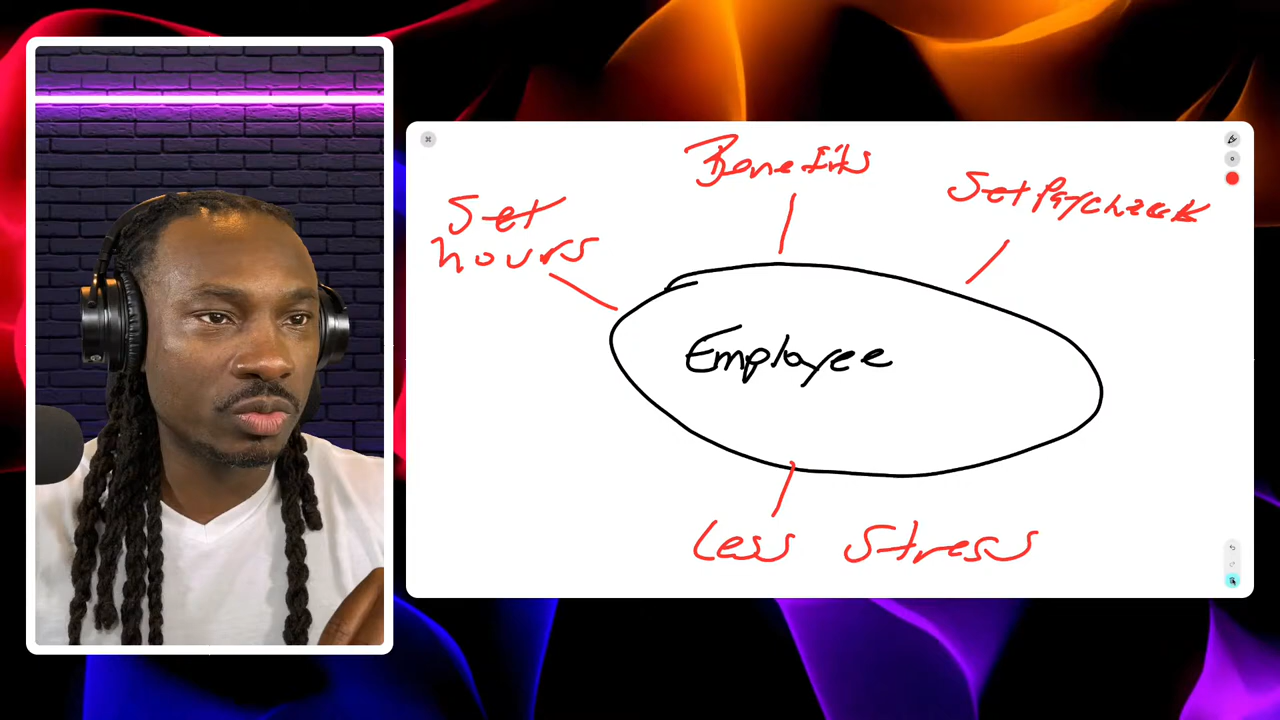 Benefits
Set Paycheck
Set
hours
Employee
Less Stress